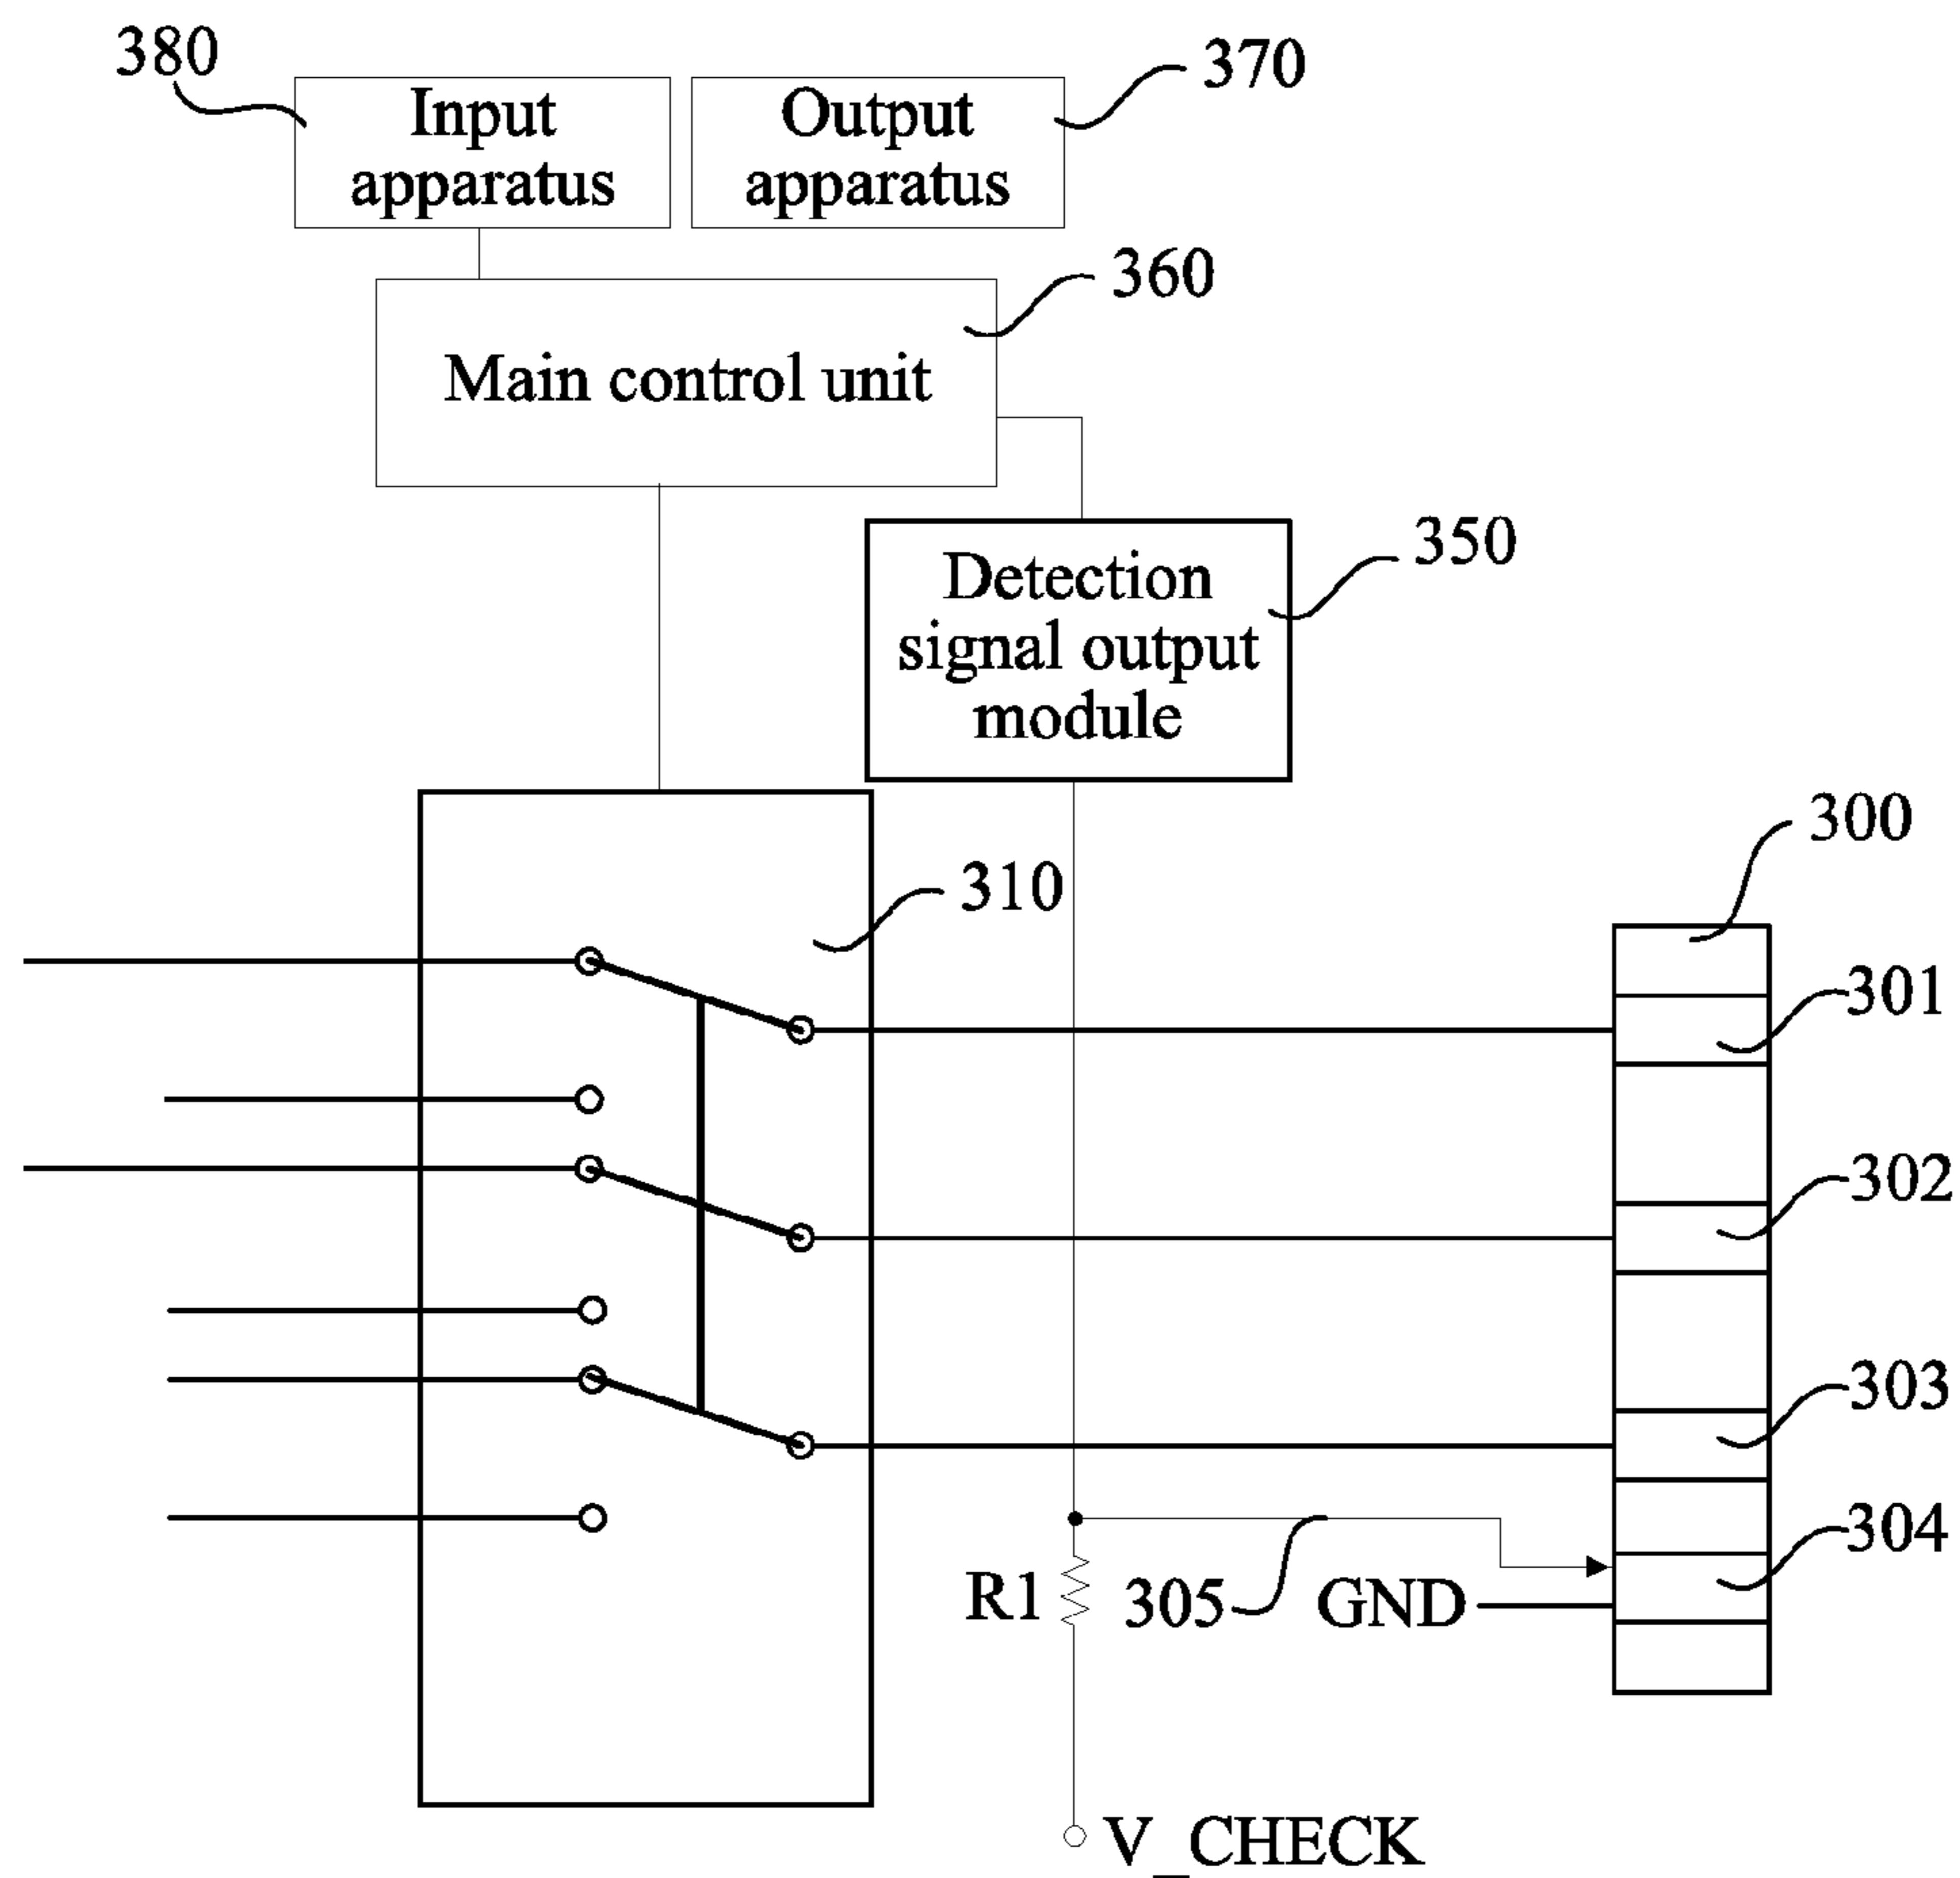 380
Input
apparatus
Output
apparatus
370
360
Main control unit
350
Detection
signal output
module
300
310
301
302
303
304
R1
305
GND
V_CHECK